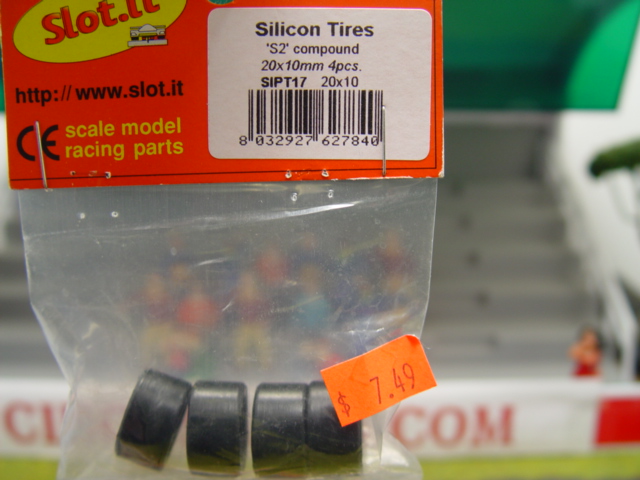 Slot.it
Silicon Tires
'S2' compound
20x10mm 4pcs.
SIPT17 20x10
http://www.slot.it
8 032927 627840
CE scale model
racing parts
$ 7.49
COM